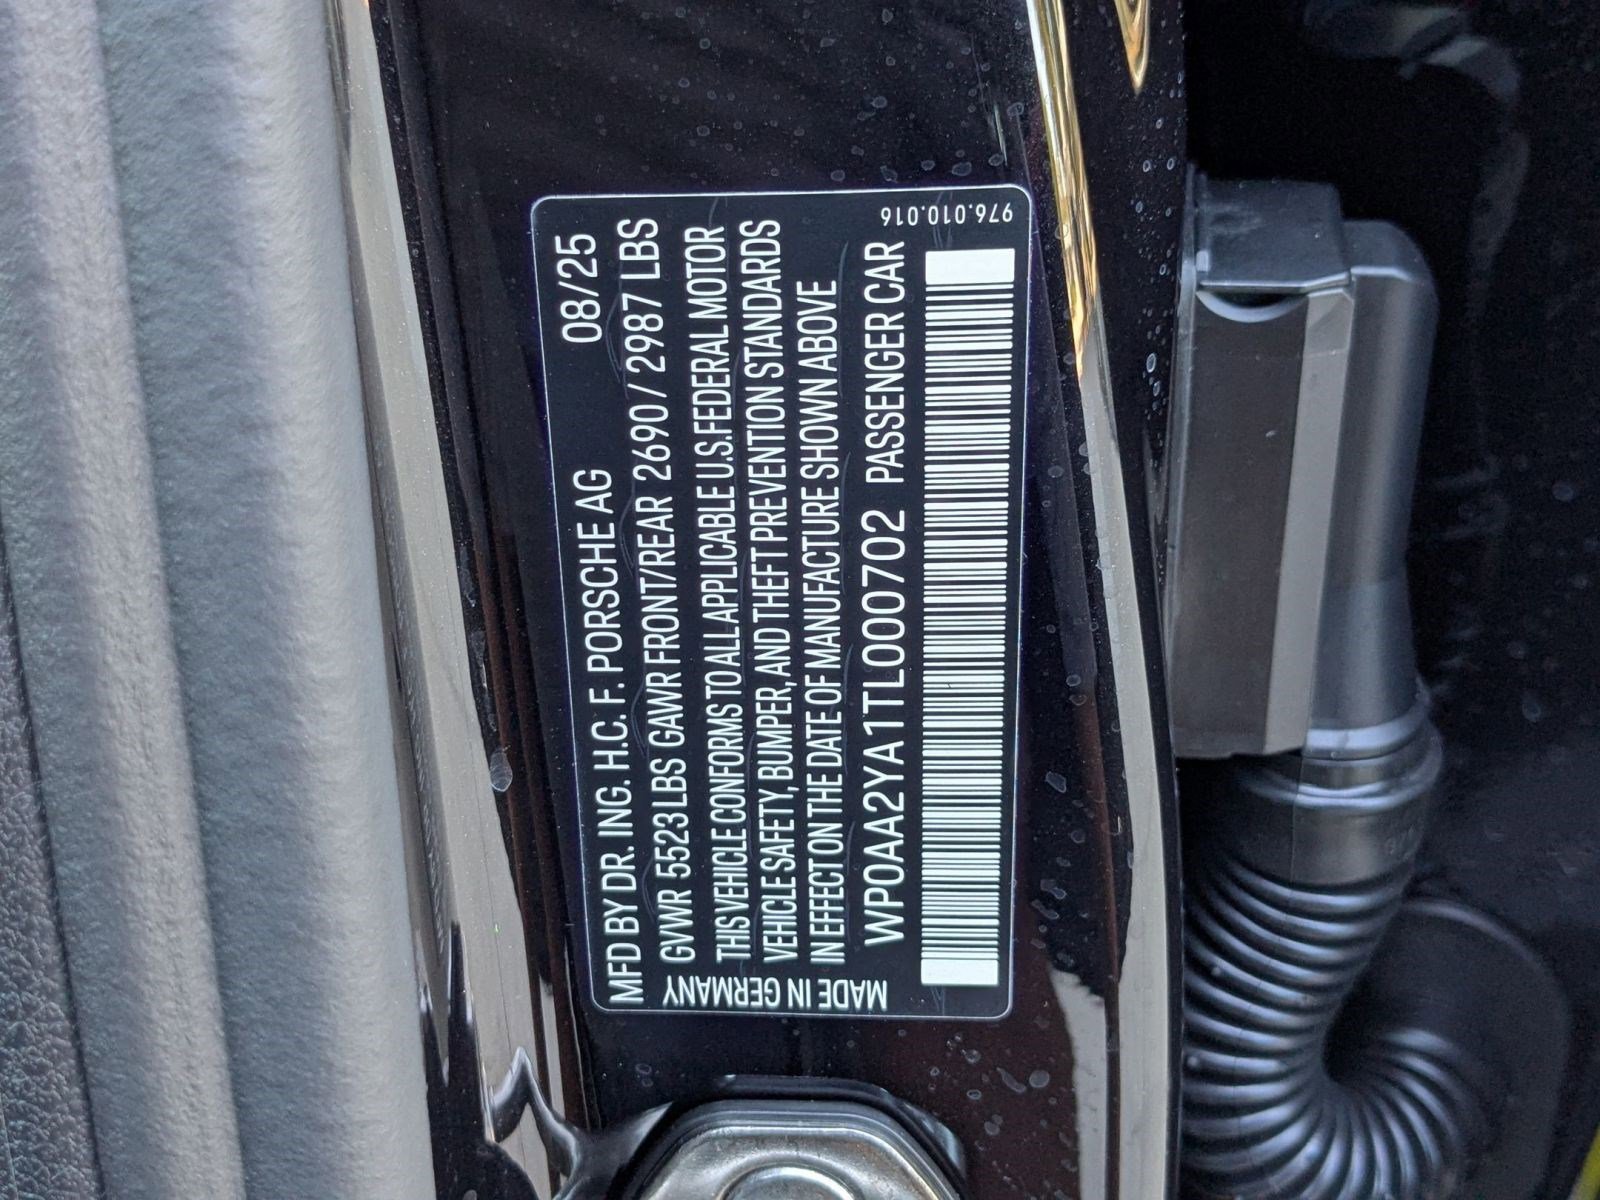 MFD BY DR. ING. H.C. F. PORSCHE AG 08/25
GVWR 5523LBS GAWR FRONT/REAR 2690 / 2987 LBS
THIS VEHICLE CONFORMS TO ALL APPLICABLE U.S.FEDERAL MOTOR
VEHICLE SAFETY, BUMPER, AND THEFT PREVENTION STANDARDS
IN EFFECT ON THE DATE OF MANUFACTURE SHOWN ABOVE
WP0AA2YA1TL000702 PASSENGER CAR
MADE IN GERMANY
976.010.016